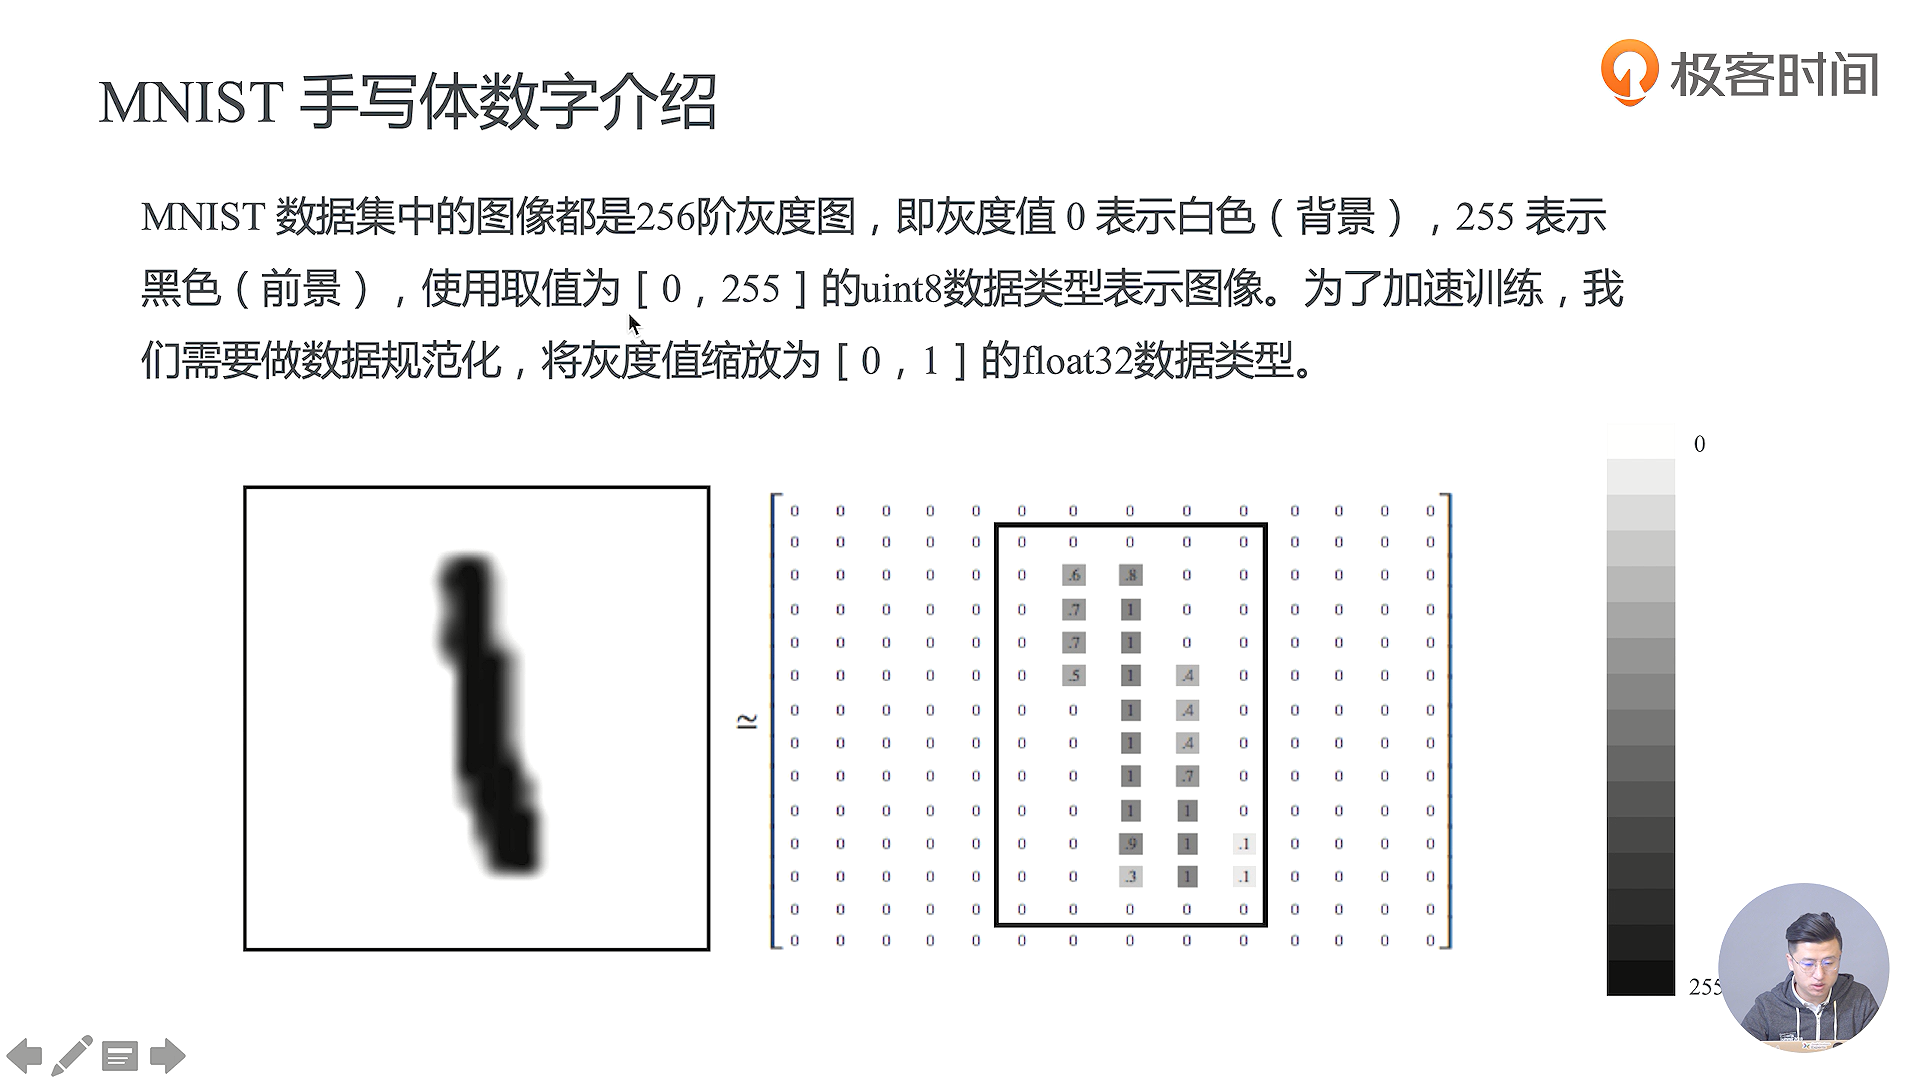 MNIST 手写体数字介绍
极客时间
MNIST 数据集中的图像都是256阶灰度图，即灰度值 0 表示白色（背景），255 表示
黑色（前景），使用取值为［0，255］的uint8数据类型表示图像。为了加速训练，我
们需要做数据规范化，将灰度值缩放为［0，1］的float32数据类型。
0
≃
0 0 0 0 0 0 0 0 0 0 0 0 0 0
0 0 0 0 0 0 0 0 0 0 0 0 0 0
0 0 0 0 0 0 .6 .8 0 0 0 0 0 0
0 0 0 0 0 0 .7 1 0 0 0 0 0 0
0 0 0 0 0 0 .7 1 0 0 0 0 0 0
0 0 0 0 0 0 .5 1 .4 0 0 0 0 0
0 0 0 0 0 0 0 1 .4 0 0 0 0 0
0 0 0 0 0 0 0 1 .4 0 0 0 0 0
0 0 0 0 0 0 0 1 .7 0 0 0 0 0
0 0 0 0 0 0 0 1 1 0 0 0 0 0
0 0 0 0 0 0 0 .9 1 .1 0 0 0 0
0 0 0 0 0 0 0 .3 1 .1 0 0 0 0
0 0 0 0 0 0 0 0 0 0 0 0 0 0
0 0 0 0 0 0 0 0 0 0 0 0 0 0
255